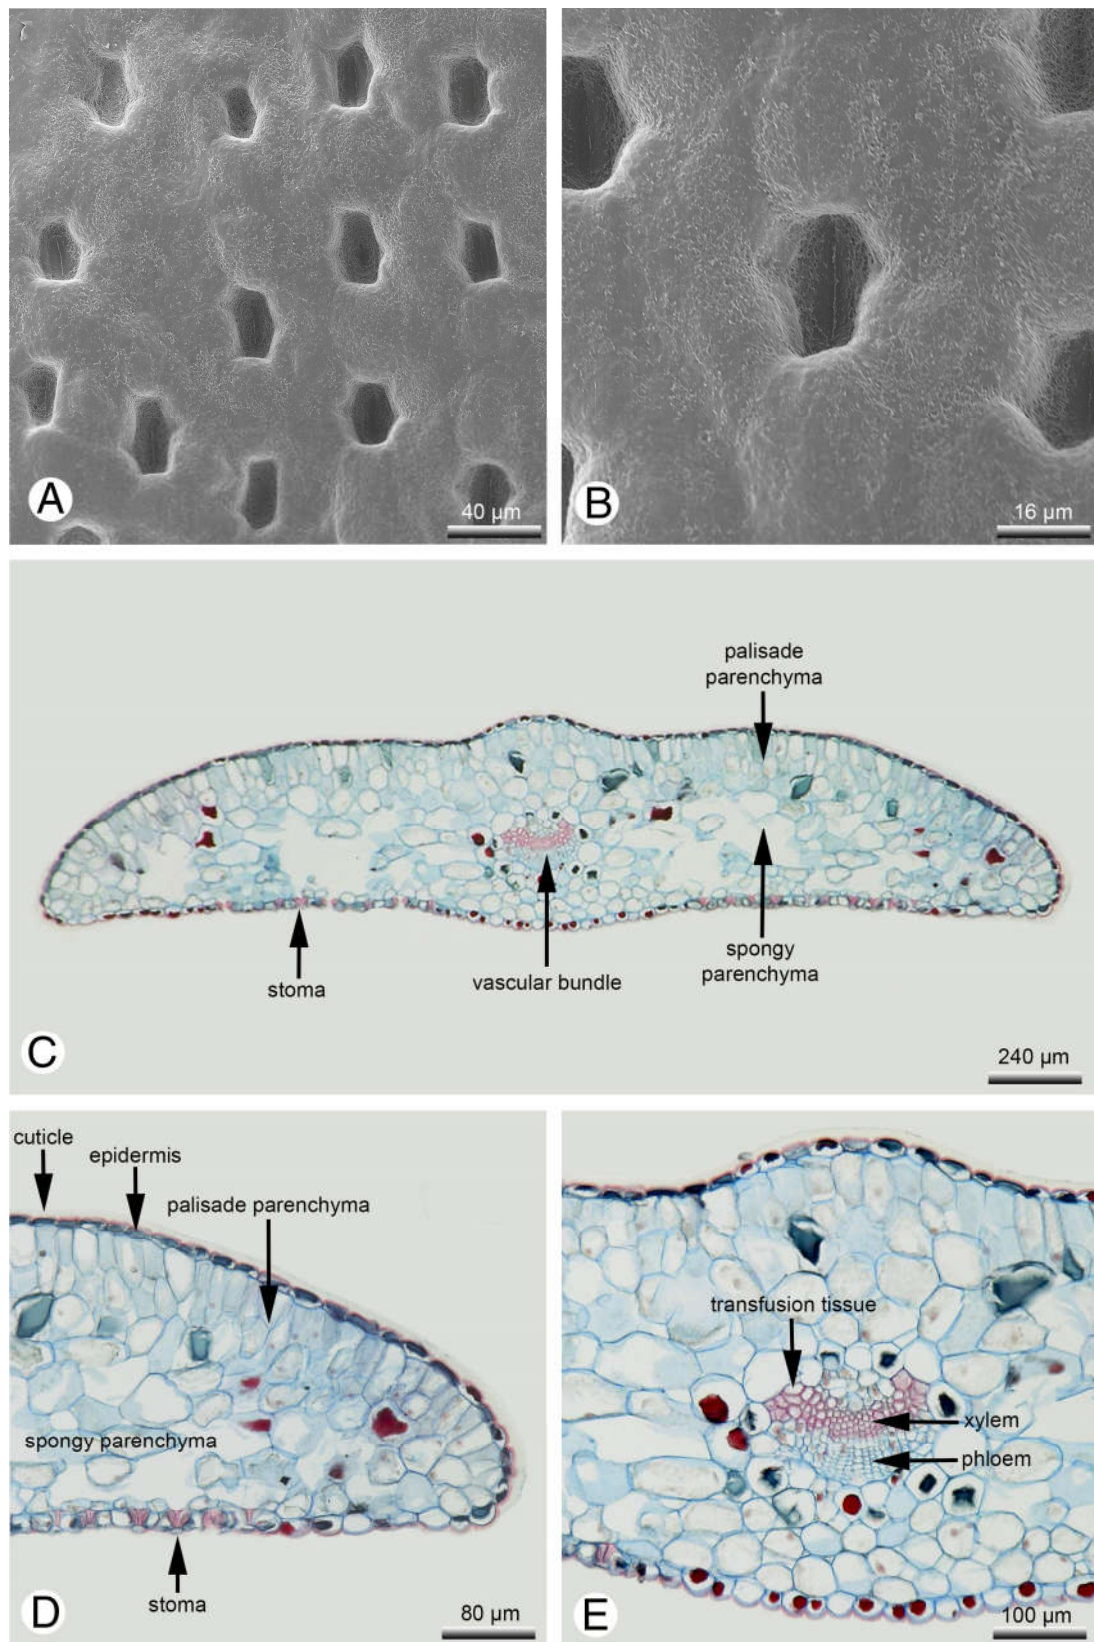 A
40 µm
B
16 µm
palisade
parenchyma
stoma
vascular bundle
spongy
parenchyma
C
240 µm
cuticle
epidermis
palisade parenchyma
spongy parenchyma
stoma
D
80 µm
transfusion tissue
xylem
phloem
E
100 µm